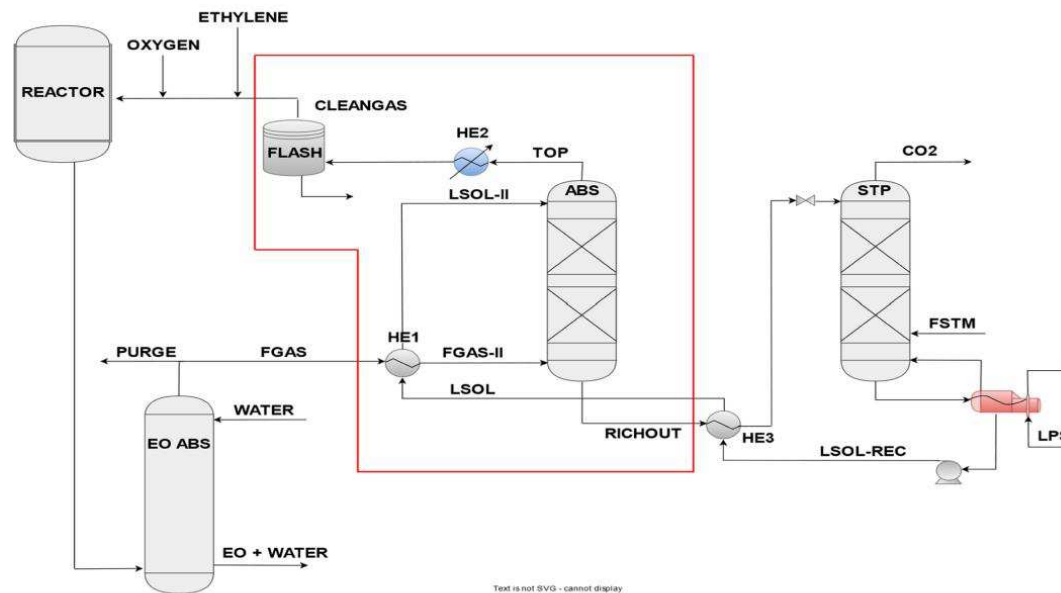 ETHYLENE
OXYGEN
REACTOR
CLEANGAS
FLASH
HE2
TOP
LSOL-II
ABS
CO2
STP
FSTM
HE1
PURGE
FGAS
FGAS-II
LSOL
WATER
EO ABS
RICHOUT
HE3
LSOL-REC
LPS
EO + WATER
Text is not SVG - cannot display